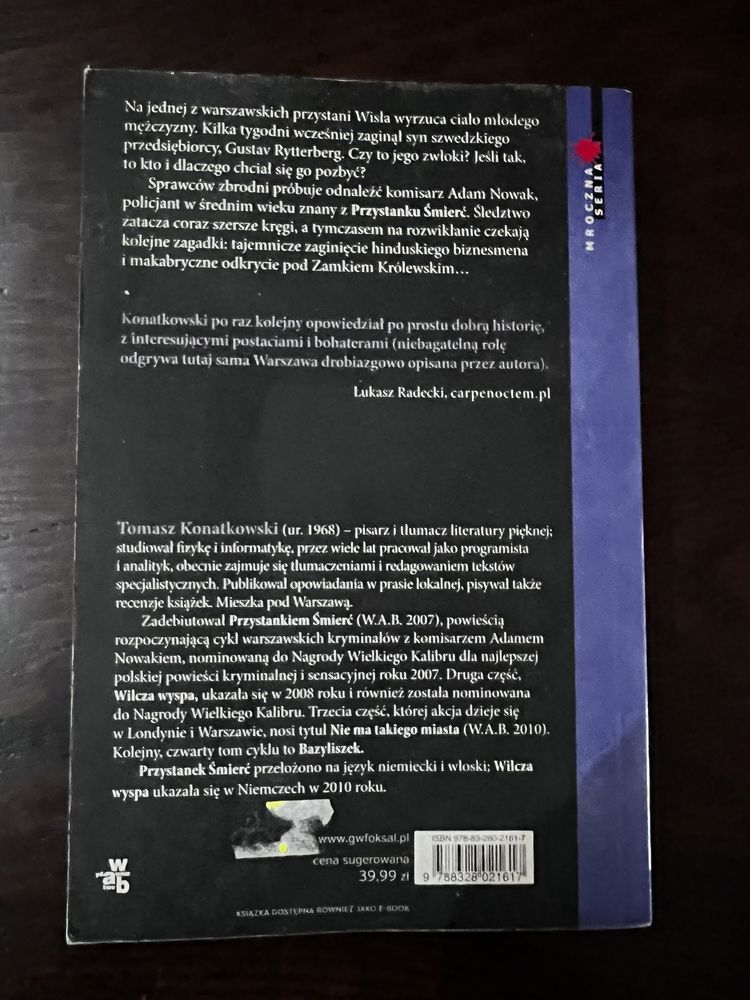 Na jednej z warszawskich przystani Wisła wyrzuca ciało młodego
mężczyzny. Kilka tygodni wcześniej zaginął syn szwedzkiego
przedsiębiorcy, Gustav Rytterberg. Czy to jego zwłoki? Jeśli tak,
to kto i dlaczego chciał się go pozbyć?
Sprawców zbrodni próbuje odnaleźć komisarz Adam Nowak,
policjant w średnim wieku znany z Przystanku Śmierć. Śledztwo
zatacza coraz szersze kręgi, a tymczasem na rozwikłanie czekają
kolejne zagadki: tajemnicze zaginięcie hinduskiego biznesmena
i makabryczne odkrycie pod Zamkiem Królewskim...
Konatkowski po raz kolejny opowiedział po prostu dobrą historię,
z interesującymi postaciami i bohaterami (niebagatelną rolę
odgrywa tutaj sama Warszawa drobiazgowo opisana przez autora).
Łukasz Radecki, carpenoctem.pl
Tomasz Konatkowski (ur. 1968) – pisarz i tłumacz literatury pięknej;
studiował fizykę i informatykę, przez wiele lat pracował jako programista
i analityk, obecnie zajmuje się tłumaczeniami i redagowaniem tekstów
specjalistycznych. Publikował opowiadania w prasie lokalnej, pisywał także
recenzje książek. Mieszka pod Warszawą.
Zadebiutował Przystankiem Śmierć (W.A.B. 2007), powieścią
rozpoczynającą cykl warszawskich kryminałów z komisarzem Adamem
Nowakiem, nominowaną do Nagrody Wielkiego Kalibru dla najlepszej
polskiej powieści kryminalnej i sensacyjnej roku 2007. Druga część,
Wilcza wyspa, ukazała się w 2008 roku i również została nominowana
do Nagrody Wielkiego Kalibru. Trzecia część, której akcja dzieje się
w Londynie i Warszawie, nosi tytuł Nie ma takiego miasta (W.A.B. 2010).
Kolejny, czwarty tom cyklu to Bazyliszek.
Przystanek Śmierć przełożono na język niemiecki i włoski; Wilcza
wyspa ukazała się w Niemczech w 2010 roku.
www.gwfoksal.pl
cena sugerowana
39,99 zł
ISBN 978-83-280-2161-7
9 788328 021617
KSIĄŻKA DOSTĘPNA RÓWNIEŻ JAKO E-BOOK
w
ab
MROCZNA
SERIA